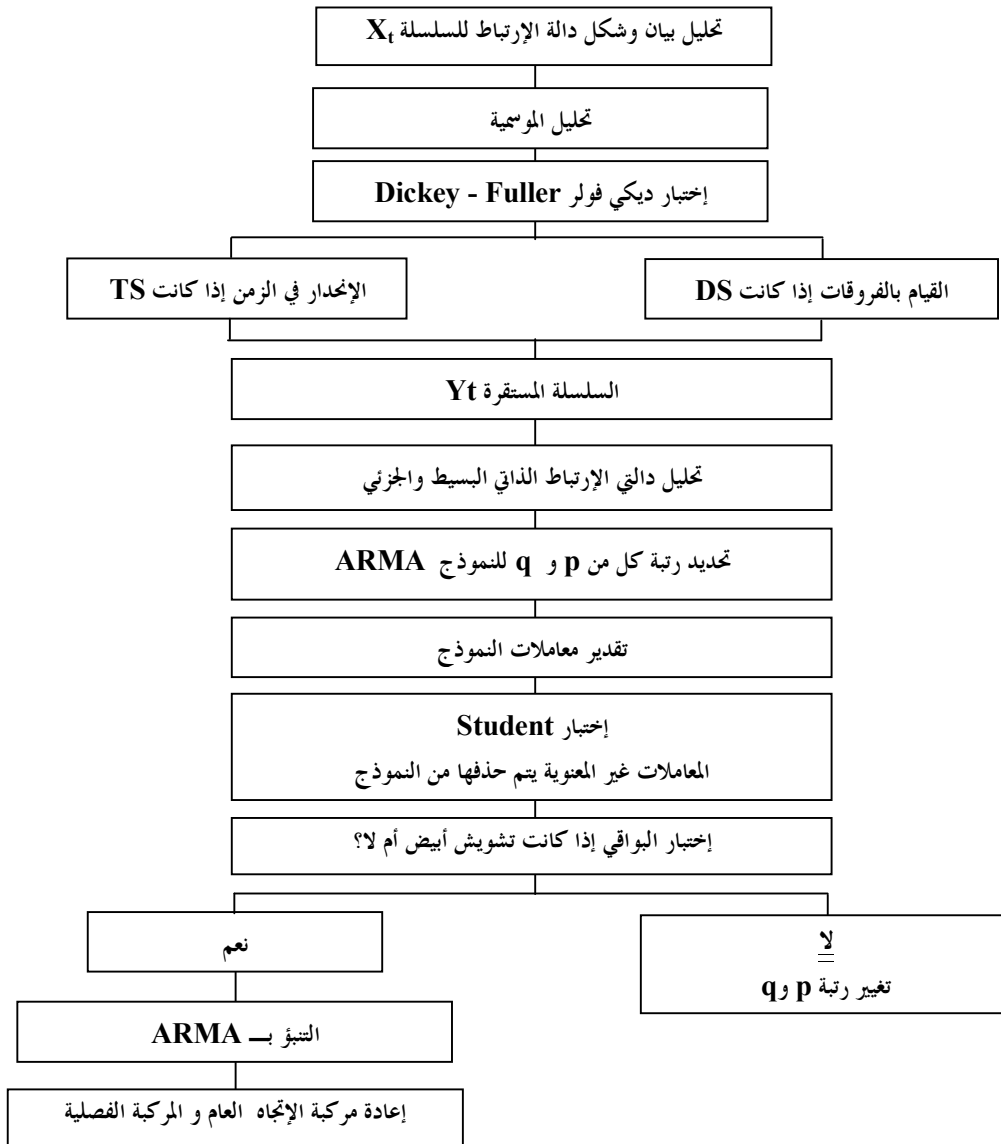 تحليل بيان وشكل دالة الإرتباط للسلسلة Xt
تحليل الموسمية
إختبار ديكي فولر Dickey - Fuller
القيام بالفروقات إذا كانت DS
الإنحدار في الزمن إذا كانت TS
السلسلة المستقرة Yt
تحليل دالتي الإرتباط الذاتي البسيط والجزئي
تحديد رتبة كل من p و q للنموذج ARMA
تقدير معاملات النموذج
إختبار Student
المعاملات غير المعنوية يتم حذفها من النموذج
إختبار البواقي إذا كانت تشويش أبيض أم لا؟
لا
تغيير رتبة p وq
نعم
التنبؤ بـــ ARMA
إعادة مركبة الإتجاه العام و المركبة الفصلية